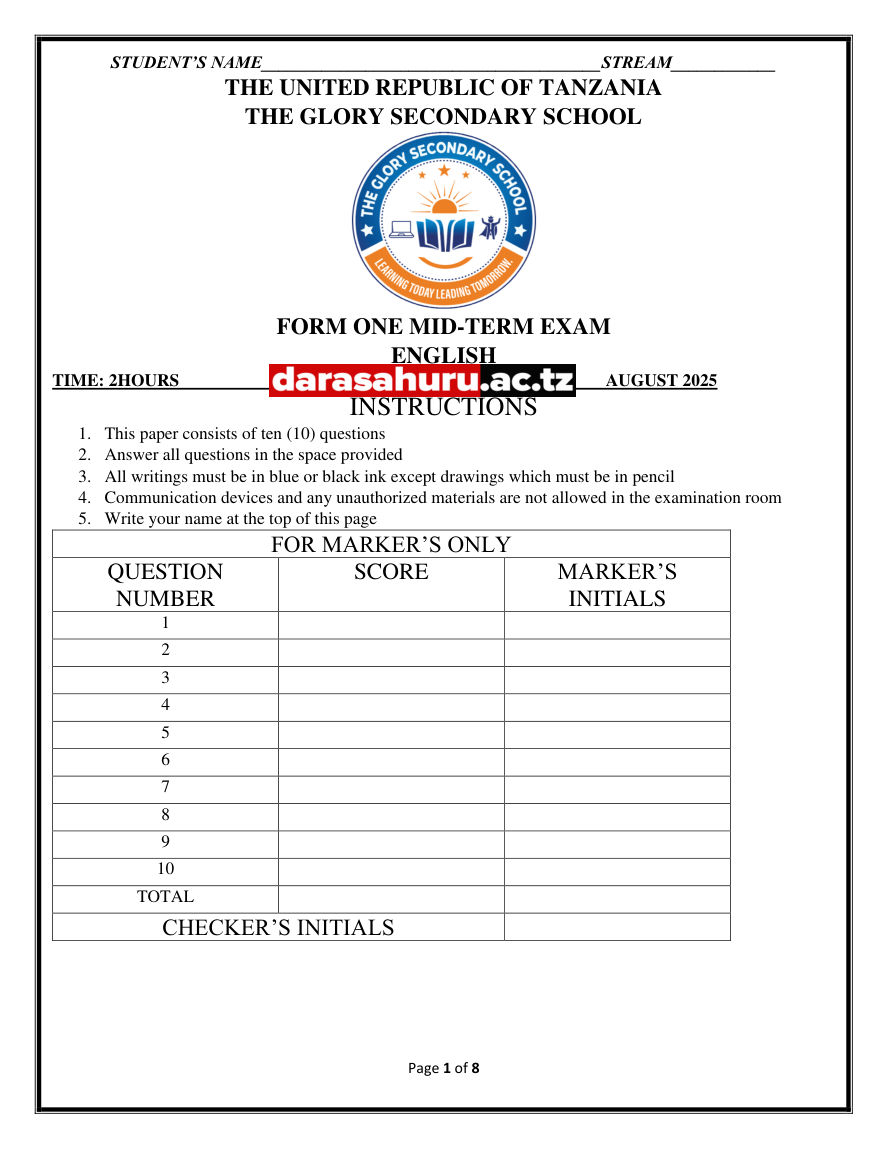 STUDENT'S NAME_______________________________________STREAM____________
THE UNITED REPUBLIC OF TANZANIA
THE GLORY SECONDARY SCHOOL
THE GLORY SECONDARY SCHOOL
LEARNING TODAY LEADING TOMORROW.
FORM ONE MID-TERM EXAM
ENGLISH
TIME: 2HOURS darasahuru.ac.tz AUGUST 2025
INSTRUCTIONS
1. This paper consists of ten (10) questions
2. Answer all questions in the space provided
3. All writings must be in blue or black ink except drawings which must be in pencil
4. Communication devices and any unauthorized materials are not allowed in the examination room
5. Write your name at the top of this page
FOR MARKER'S ONLY
QUESTION NUMBER SCORE MARKER'S INITIALS
1
2
3
4
5
6
7
8
9
10
TOTAL
CHECKER'S INITIALS
Page 1 of 8